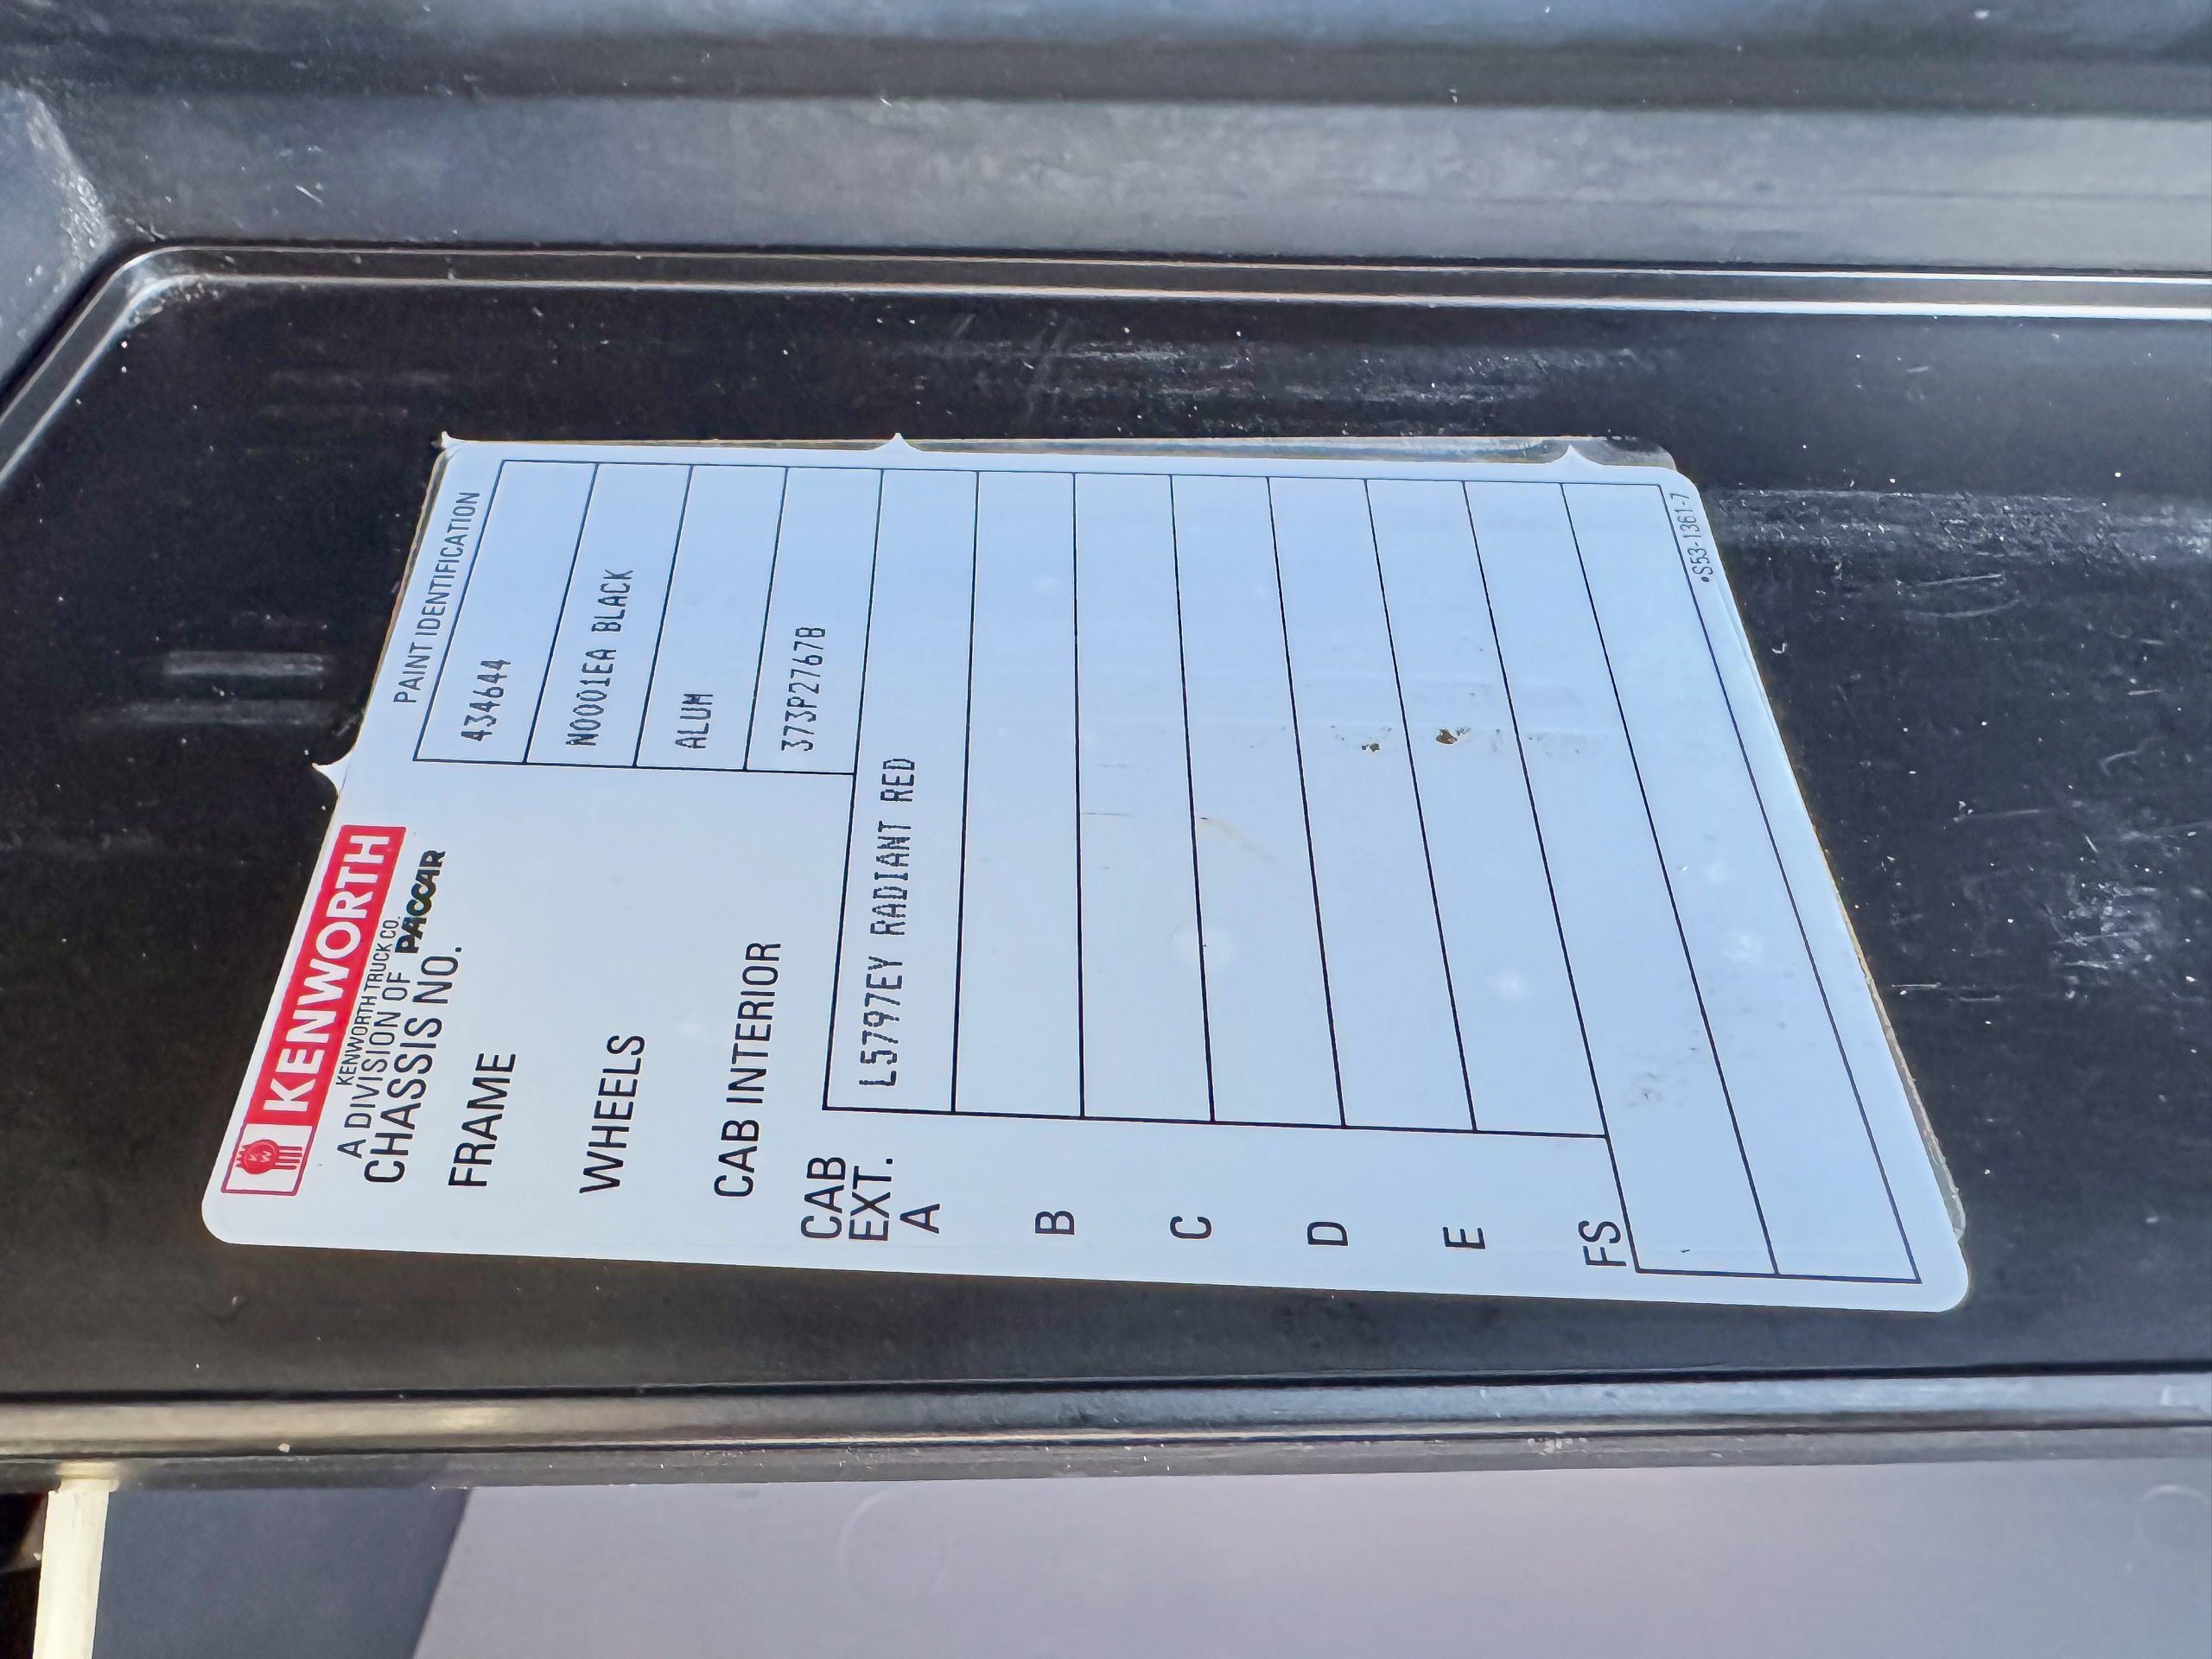 KENWORTH
PAINT IDENTIFICATION
KENWORTH TRUCK CO.
A DIVISION OF PACCAR
CHASSIS NO. 434644
FRAME N0001EA BLACK
WHEELS ALUM
CAB INTERIOR 373P2767B
CAB
EXT.
A L5797EY RADIANT RED
B
C
D
E
FS
•S53-1361-7